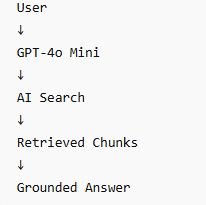 User
↓
GPT-4o Mini
↓
AI Search
↓
Retrieved Chunks
↓
Grounded Answer